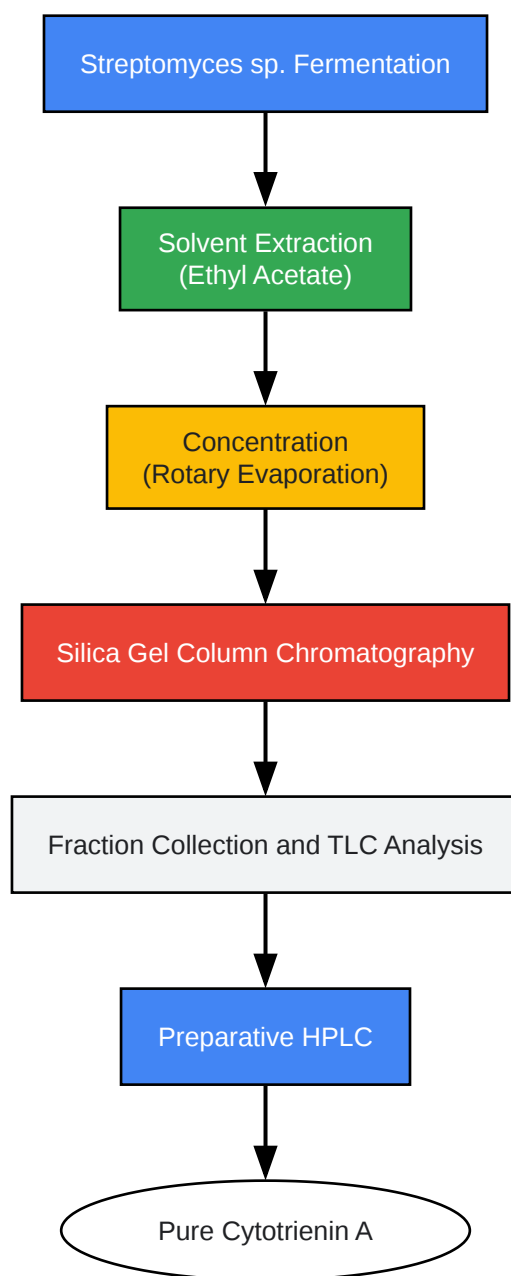 Streptomyces sp. Fermentation
Solvent Extraction
(Ethyl Acetate)
Concentration
(Rotary Evaporation)
Silica Gel Column Chromatography
Fraction Collection and TLC Analysis
Preparative HPLC
Pure Cytotrienin A